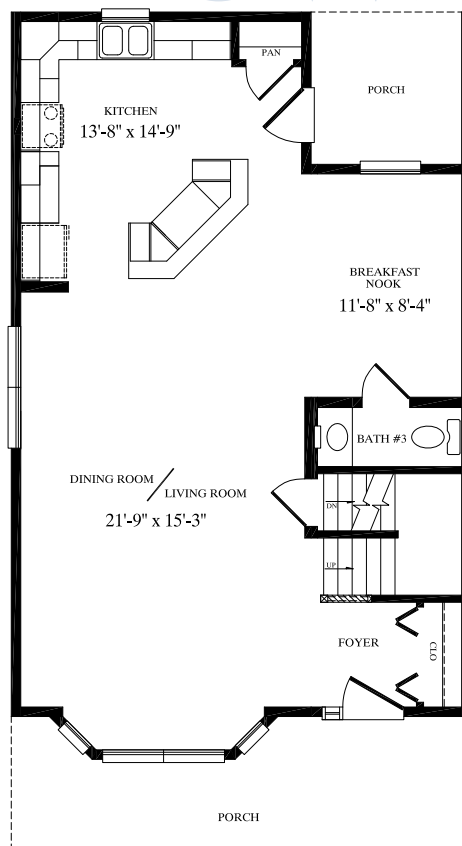 PAN
PORCH
KITCHEN
13'-8" x 14'-9"
BREAKFAST
NOOK
11'-8" x 8'-4"
BATH #3
DINING ROOM
LIVING ROOM
21'-9" x 15'-3"
DN
UP
FOYER
CLO
PORCH